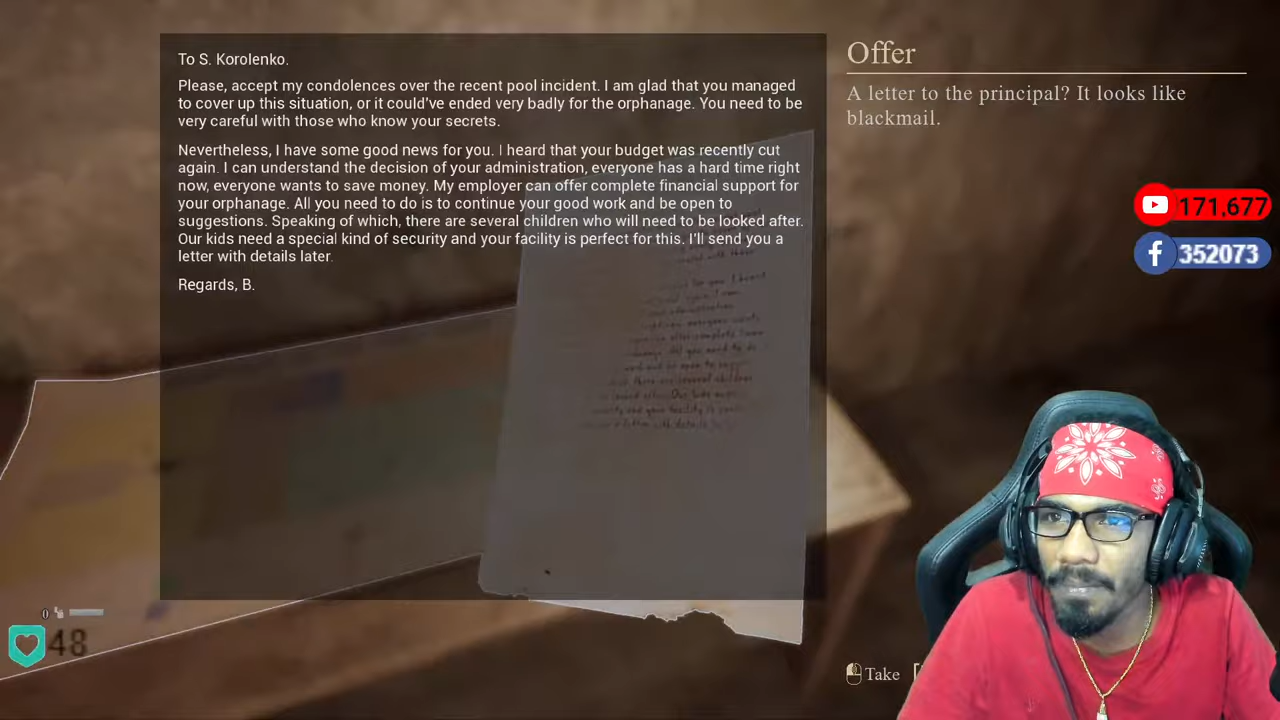 To S. Korolenko.
Please, accept my condolences over the recent pool incident. I am glad that you managed
to cover up this situation, or it could've ended very badly for the orphanage. You need to be
very careful with those who know your secrets.
Nevertheless, I have some good news for you. I heard that your budget was recently cut
again. I can understand the decision of your administration, everyone has a hard time right
now, everyone wants to save money. My employer can offer complete financial support for
your orphanage. All you need to do is to continue your good work and be open to
suggestions. Speaking of which, there are several children who will need to be looked after.
Our kids need a special kind of security and your facility is perfect for this. I'll send you a
letter with details later.
Regards, B.
Offer
A letter to the principal? It looks like
blackmail.
171,677
352073
0
48
Take